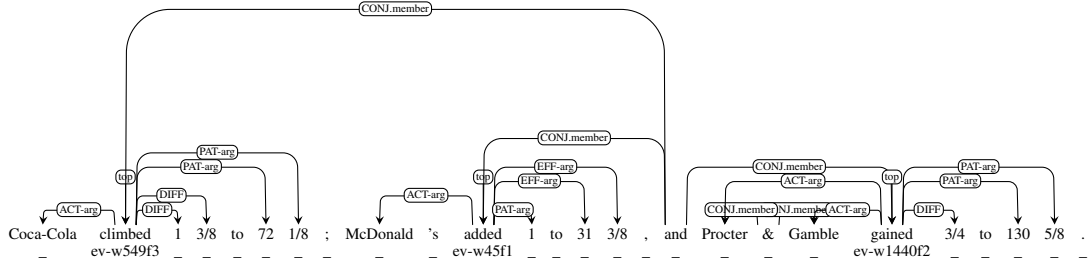 CONJ.member
CONJ.member
PAT-arg EFF-arg CONJ.member PAT-arg
top PAT-arg top EFF-arg ACT-arg top PAT-arg
DIFF
ACT-arg DIFF ACT-arg PAT-arg CONJ.member ACT-arg DIFF
Coca-Cola climbed 1 3/8 to 72 1/8 ; McDonald 's added 1 to 31 3/8 , and Procter & Gamble gained 3/4 to 130 5/8 .
_ ev-w549f3 _ _ _ _ _ _ _ _ ev-w45f1 _ _ _ _ _ _ _ _ _ ev-w1440f2 _ _ _ _ _